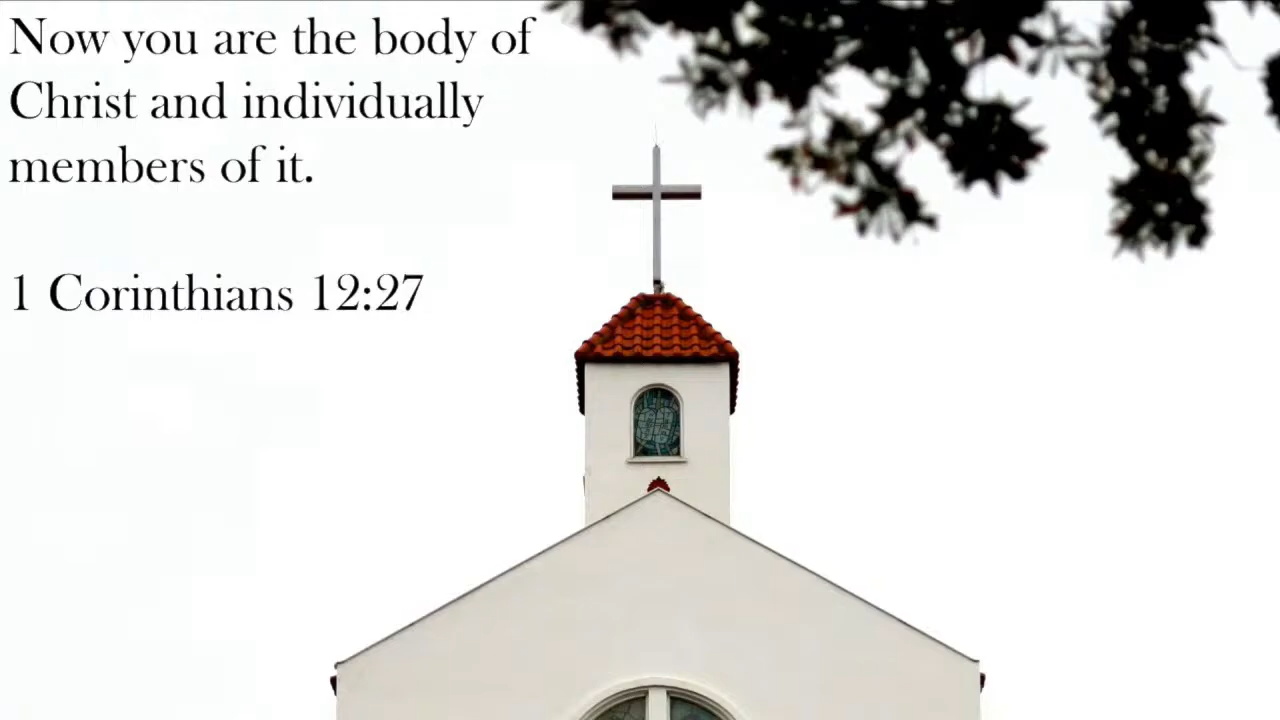 Now you are the body of
Christ and individually
members of it.
1 Corinthians 12:27